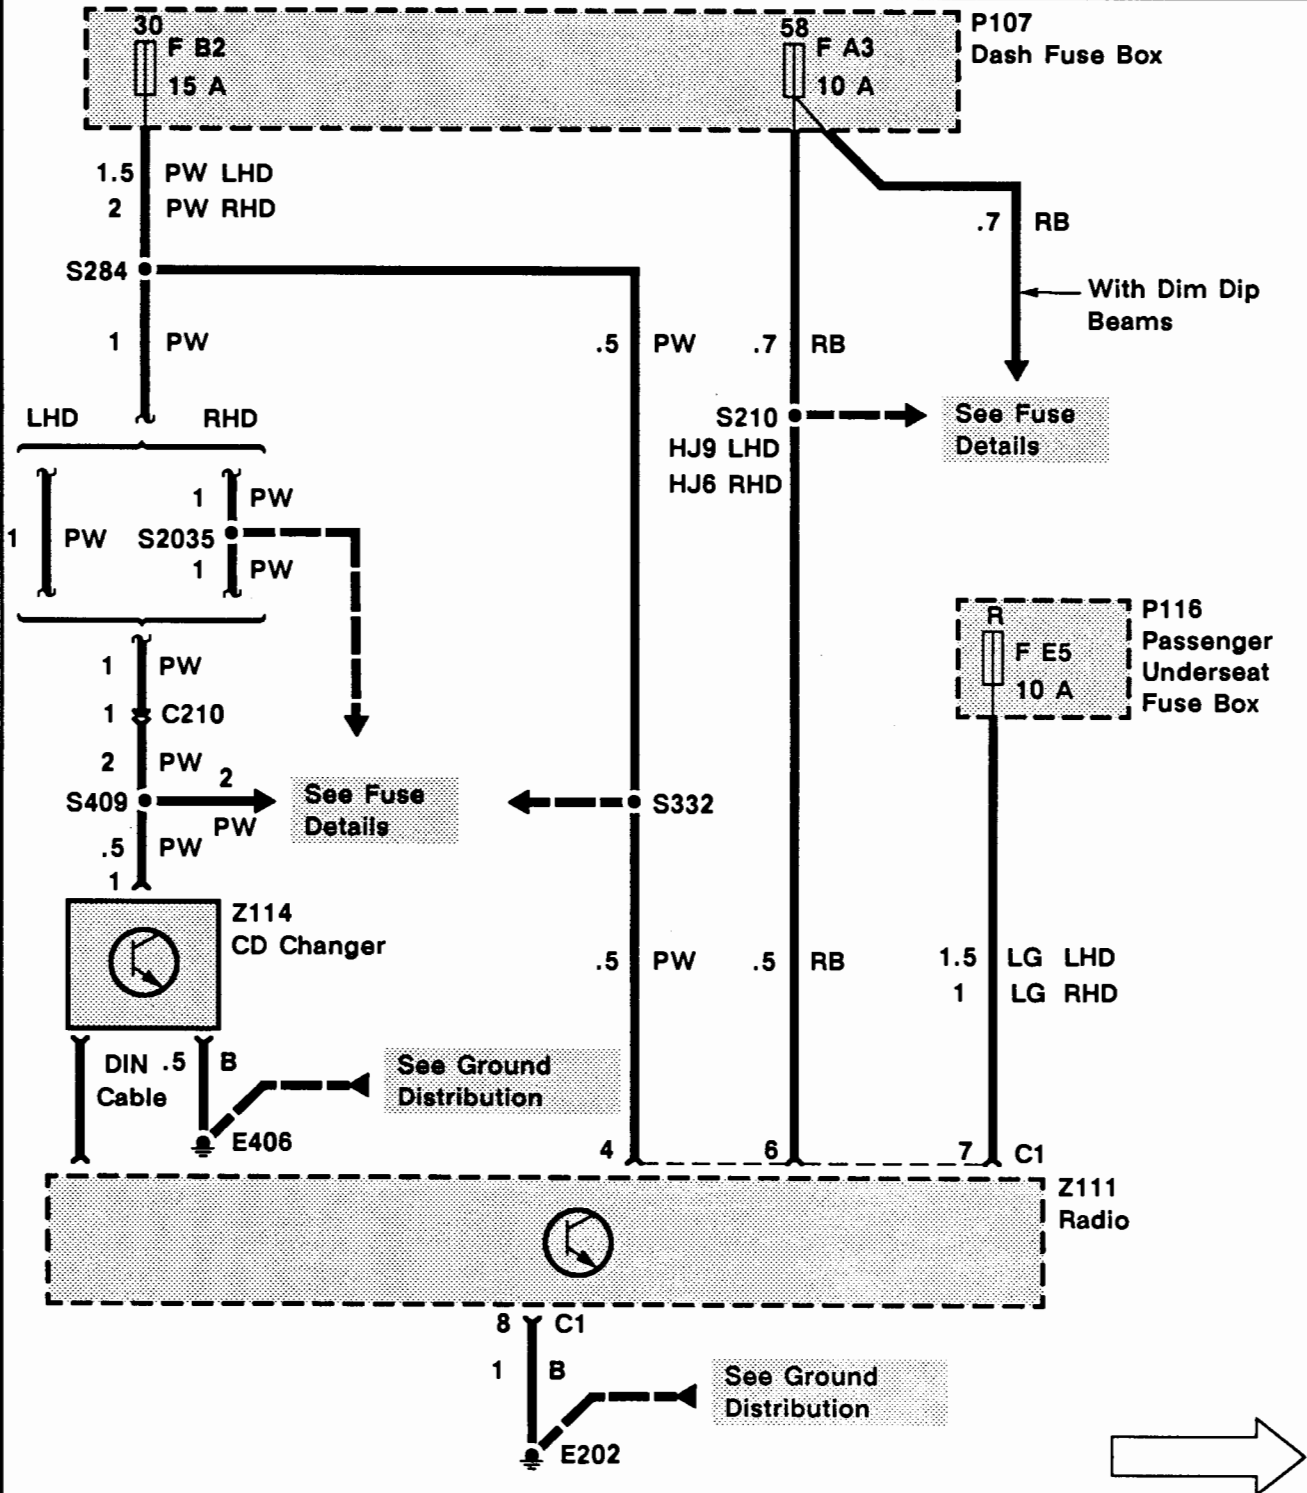 30
F B2
15 A
58
F A3
10 A
P107
Dash Fuse Box
1.5 PW LHD
2 PW RHD
.7 RB
S284
With Dim Dip
Beams
1 PW
.5 PW
.7 RB
LHD
RHD
S210
HJ9 LHD
HJ6 RHD
See Fuse
Details
1 PW
1 PW
S2035
1 PW
R
F E5
10 A
P116
Passenger
Underseat
Fuse Box
1 PW
1 C210
2 PW
S409
2
PW
See Fuse
Details
S332
.5 PW
1
Z114
CD Changer
.5 PW
.5 RB
1.5 LG LHD
1 LG RHD
DIN
Cable
.5 B
See Ground
Distribution
E406
4
6
7 C1
Z111
Radio
8 C1
1 B
See Ground
Distribution
E202